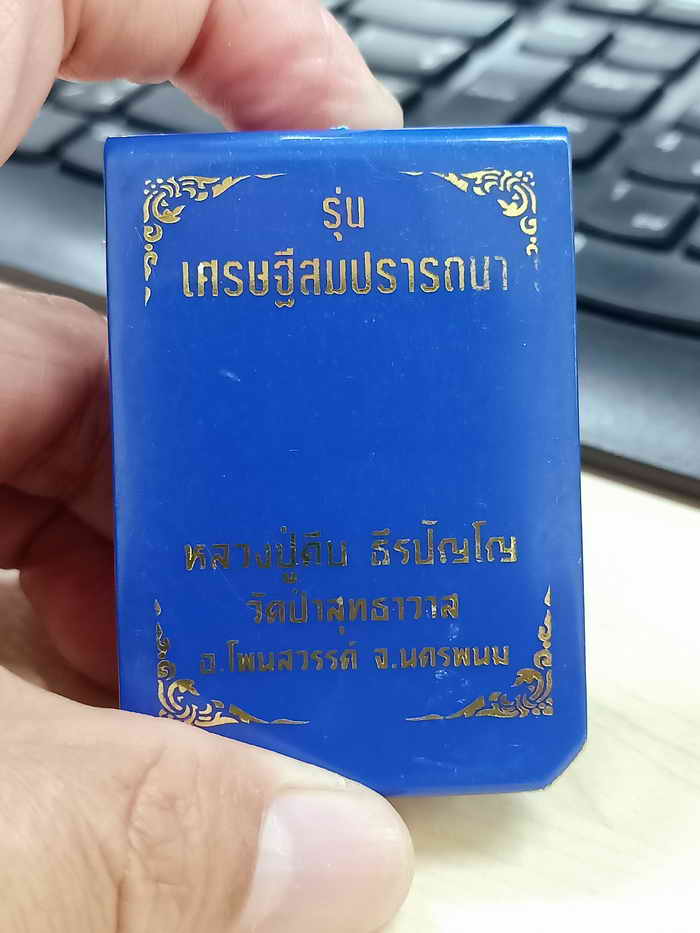 รุ่น
เศรษฐีสมปรารถนา
หลวงปู่คืบ ธีรปัญโญ
วัดป่าสุทธาวาส
อ.โพนสวรรค์ จ.นครพนม